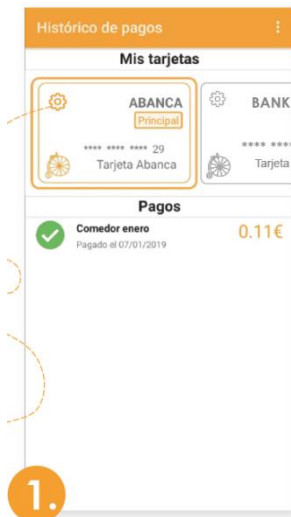 Histórico de pagos
Mis tarjetas
ABANCA
Principal
**** **** **** 29
Tarjeta Abanca
BANK
**** ****
Tarjeta
Pagos
Comedor enero
0.11€
Pagado el 07/01/2019
1.